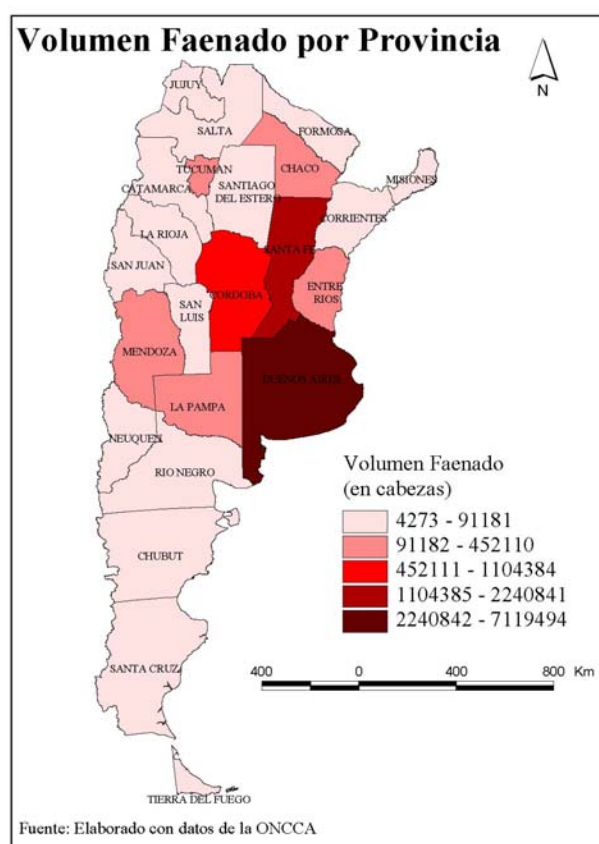 Volumen Faenado por Provincia
N
JUJUY
SALTA
FORMOSA
TUCUMAN
CHACO
MISIONES
CATAMARCA
SANTIAGO
DEL ESTERO
CORRIENTES
LA RIOJA
SANTA FE
SAN JUAN
CORDOBA
ENTRE
RIOS
SAN
LUIS
MENDOZA
BUENOS AIRES
LA PAMPA
NEUQUEN
RIO NEGRO
CHUBUT
SANTA CRUZ
TIERRA DEL FUEGO
Volumen Faenado
(en cabezas)
4273 - 91181
91182 - 452110
452111 - 1104384
1104385 - 2240841
2240842 - 7119494
400 0 400 800 Km
Fuente: Elaborado con datos de la ONCCA